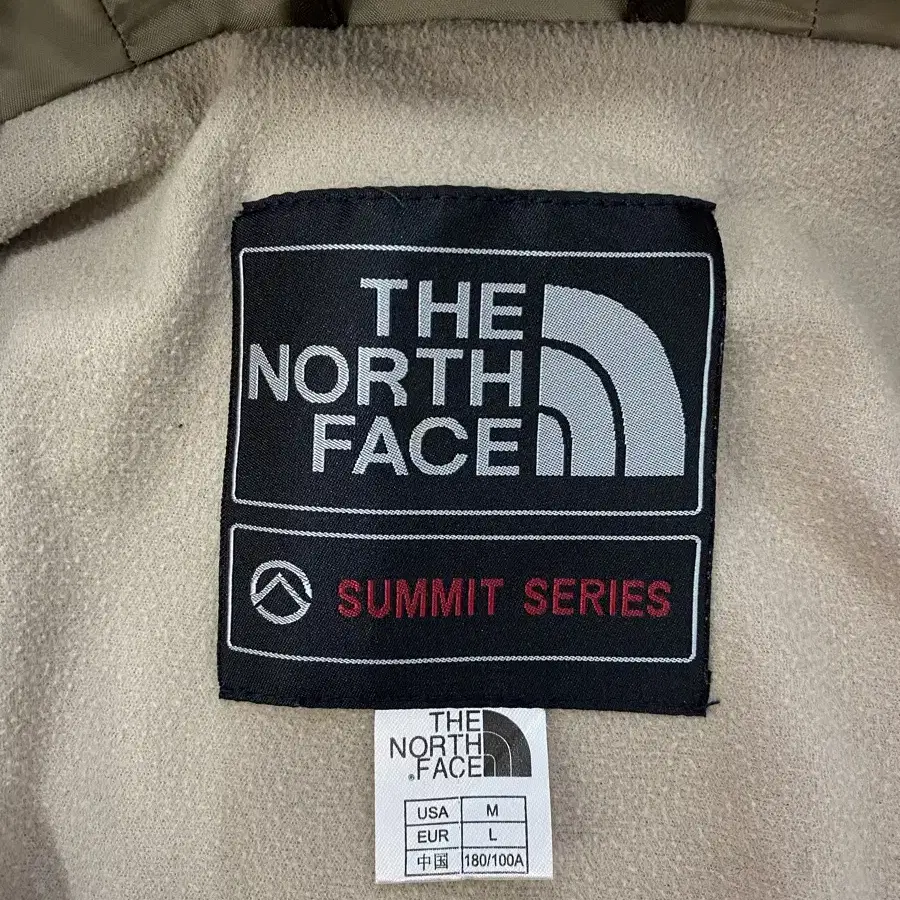 THE
NORTH
FACE
SUMMIT SERIES
THE
NORTH
FACE
USA M
EUR L
中国 180/100A